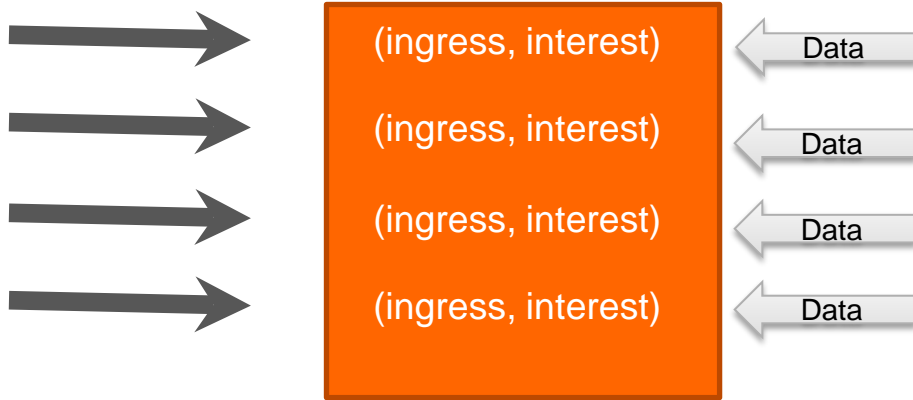 (ingress, interest)
Data
(ingress, interest)
Data
(ingress, interest)
Data
(ingress, interest)
Data